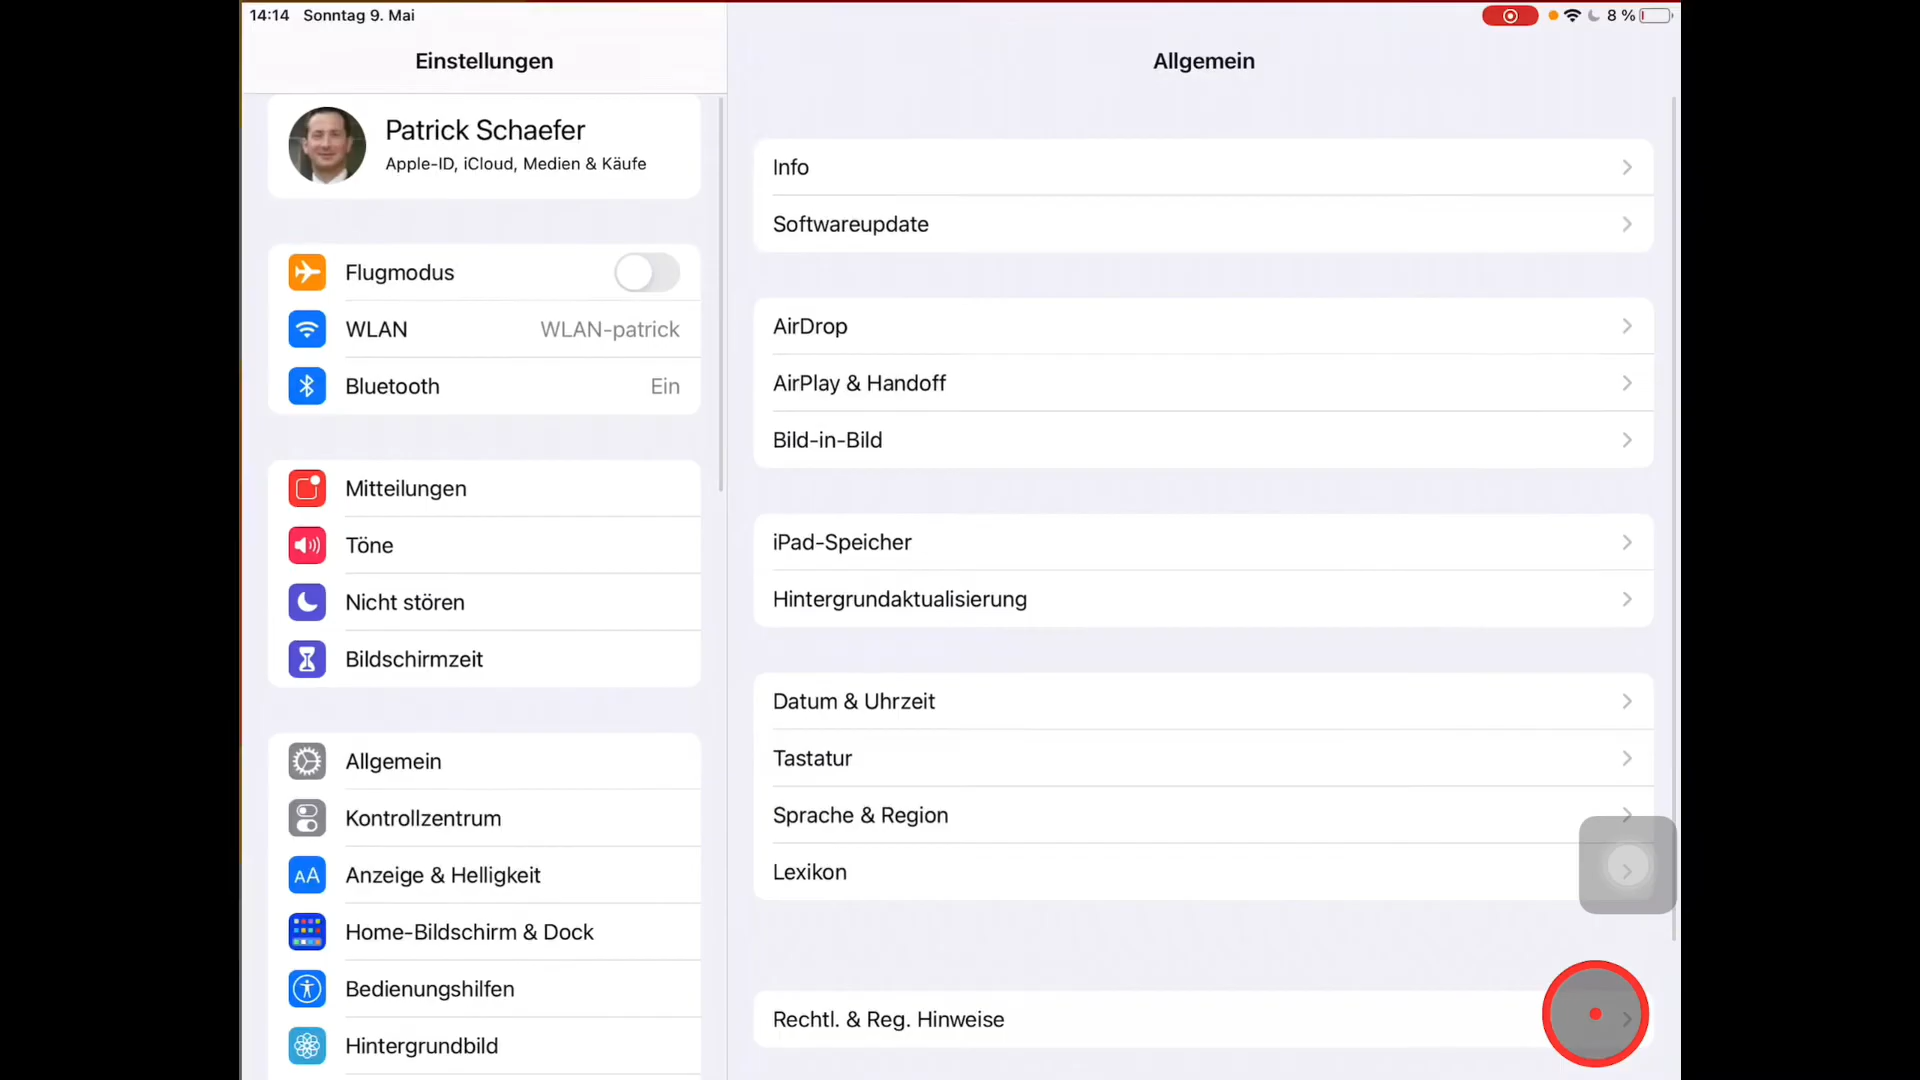 14:14 Sonntag 9. Mai
8 %
Einstellungen
Patrick Schaefer
Apple-ID, iCloud, Medien & Käufe
Flugmodus
WLAN WLAN-patrick
Bluetooth Ein
Mitteilungen
Töne
Nicht stören
Bildschirmzeit
Allgemein
Kontrollzentrum
AA Anzeige & Helligkeit
Home-Bildschirm & Dock
Bedienungshilfen
Hintergrundbild
Allgemein
Info
Softwareupdate
AirDrop
AirPlay & Handoff
Bild-in-Bild
iPad-Speicher
Hintergrundaktualisierung
Datum & Uhrzeit
Tastatur
Sprache & Region
Lexikon
Rechtl. & Reg. Hinweise